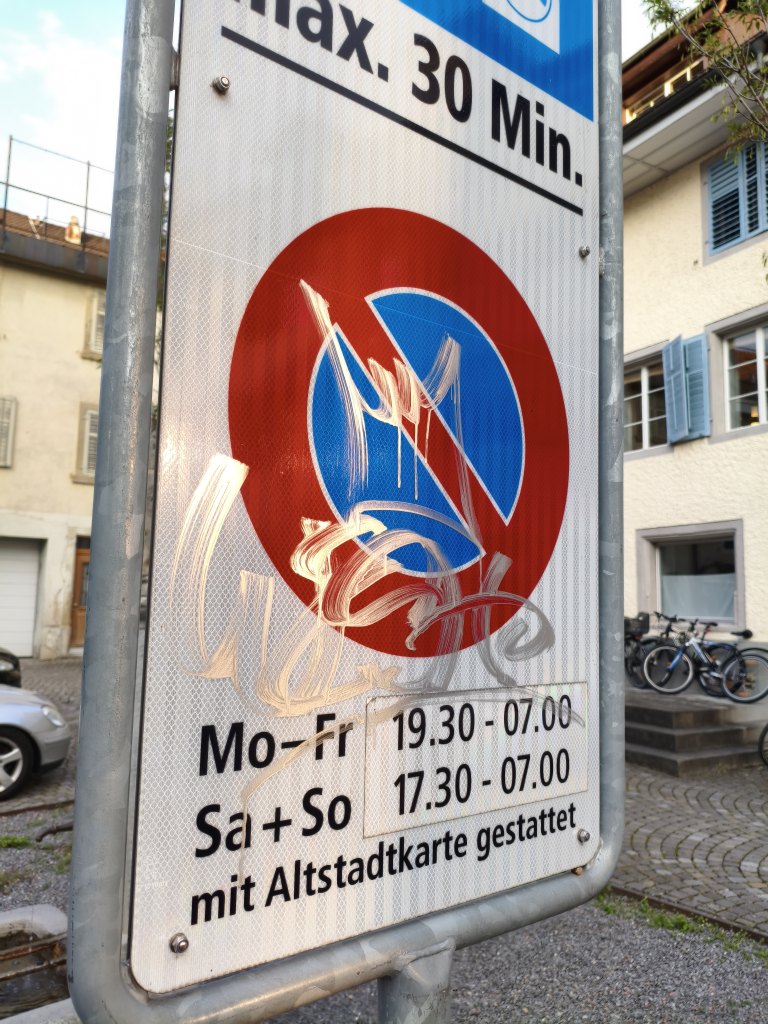 max. 30 Min.
Mo–Fr 19.30 - 07.00
Sa+So 17.30 - 07.00
mit Altstadtkarte gestattet